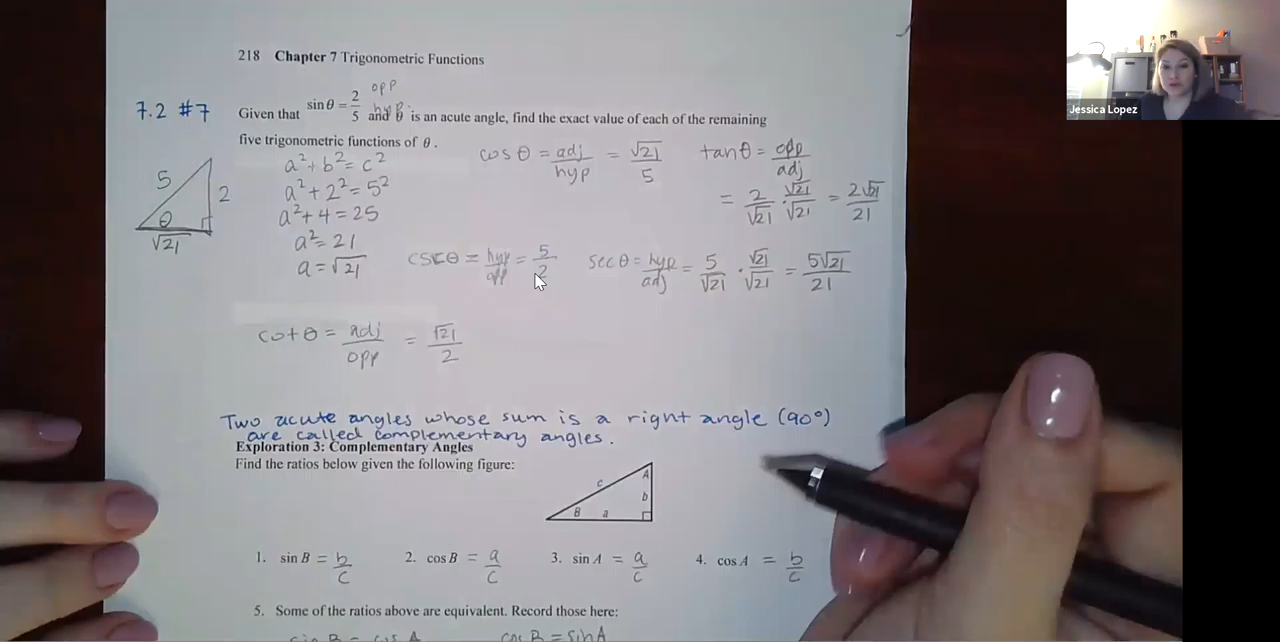 218 Chapter 7 Trigonometric Functions
7.2 #7
opp
hyp
Given that sin θ = 2/5 and θ is an acute angle, find the exact value of each of the remaining
five trigonometric functions of θ.
5
2
θ
√21
a² + b² = c²
a² + 2² = 5²
a² + 4 = 25
a² = 21
a = √21
cos θ = adj/hyp = √21/5
tan θ = opp/adj
= 2/√21 · √21/√21 = 2√21/21
csc θ = hyp/opp = 5/2
sec θ = hyp/adj = 5/√21 · √21/√21 = 5√21/21
cot θ = adj/opp = √21/2
Two acute angles whose sum is a right angle (90°)
are called complementary angles.
Exploration 3: Complementary Angles
Find the ratios below given the following figure:
A
c
b
B
a
1. sin B = b/c 2. cos B = a/c 3. sin A = a/c 4. cos A = b/c
5. Some of the ratios above are equivalent. Record those here:
sin B = cos A cos B = sin A
Jessica Lopez